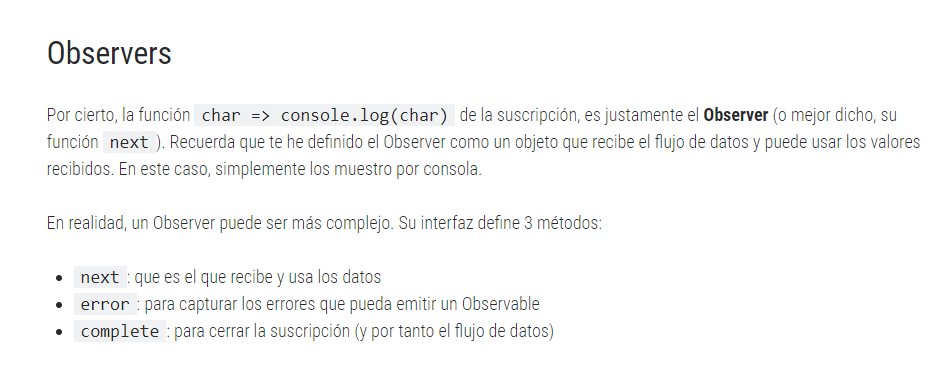 Observers
Por cierto, la función char => console.log(char) de la suscripción, es justamente el Observer (o mejor dicho, su
función next ). Recuerda que te he definido el Observer como un objeto que recibe el flujo de datos y puede usar los valores
recibidos. En este caso, simplemente los muestro por consola.
En realidad, un Observer puede ser más complejo. Su interfaz define 3 métodos:
• next : que es el que recibe y usa los datos
• error : para capturar los errores que pueda emitir un Observable
• complete : para cerrar la suscripción (y por tanto el flujo de datos)